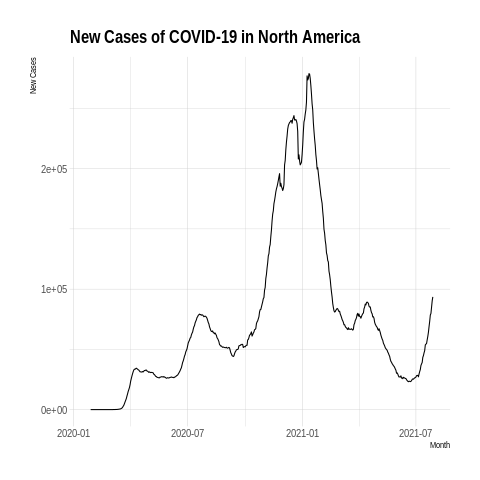 New Cases of COVID-19 in North America
New Cases
2e+05
1e+05
0e+00
2020-01 2020-07 2021-01 2021-07
Month